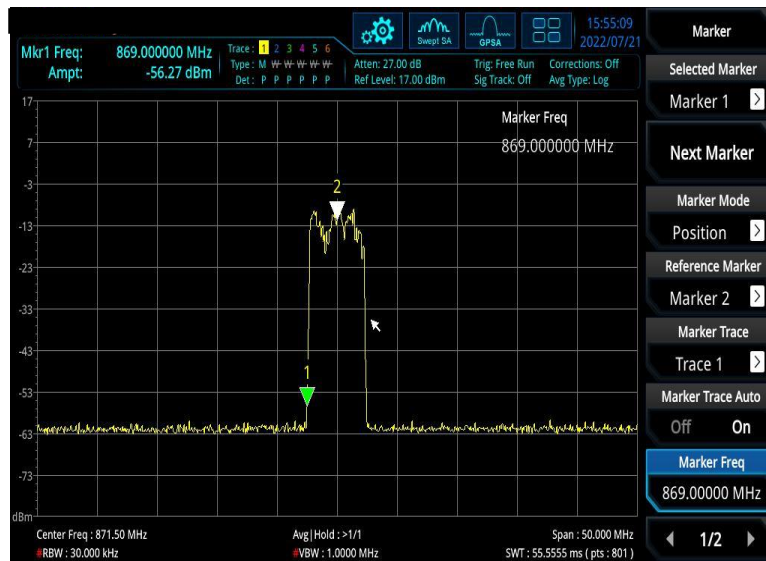 15:55:09
2022/07/21
Swept SA
GPSA
Mkr1 Freq: 869.000000 MHz
Ampt: -56.27 dBm
Trace: 1 2 3 4 5 6
Type: M W W W W W
Det: P P P P P P
Atten: 27.00 dB
Ref Level: 17.00 dBm
Trig: Free Run
Sig Track: Off
Corrections: Off
Avg Type: Log
Marker Freq
869.000000 MHz
17
7
-3
-13
-23
-33
-43
-53
-63
-73
dBm
2
1
Center Freq : 871.50 MHz
Avg|Hold : >1/1
Span : 50.000 MHz
#RBW : 30.000 kHz
#VBW : 1.0000 MHz
SWT : 55.5555 ms ( pts : 801 )
Marker
Selected Marker
Marker 1 >
Next Marker
Marker Mode
Position >
Reference Marker
Marker 2 >
Marker Trace
Trace 1 >
Marker Trace Auto
Off On
Marker Freq
869.00000 MHz
1/2